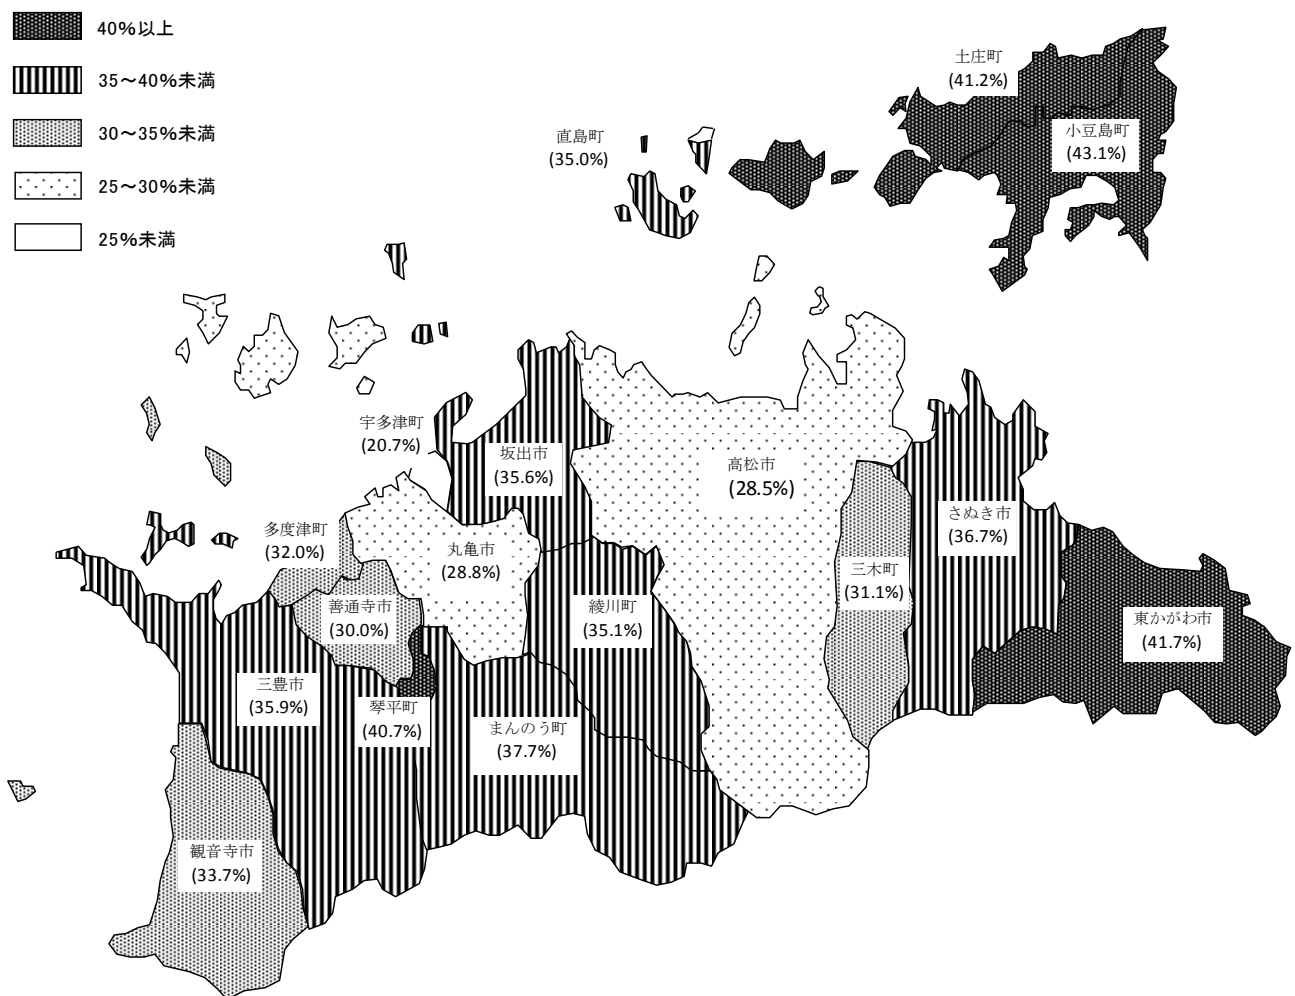 40%以上
35～40%未満
30～35%未満
25～30%未満
25%未満
土庄町
(41.2%)
小豆島町
(43.1%)
直島町
(35.0%)
宇多津町
(20.7%)
坂出市
(35.6%)
高松市
(28.5%)
さぬき市
(36.7%)
多度津町
(32.0%)
丸亀市
(28.8%)
三木町
(31.1%)
善通寺市
(30.0%)
綾川町
(35.1%)
東かがわ市
(41.7%)
三豊市
(35.9%)
琴平町
(40.7%)
まんのう町
(37.7%)
観音寺市
(33.7%)